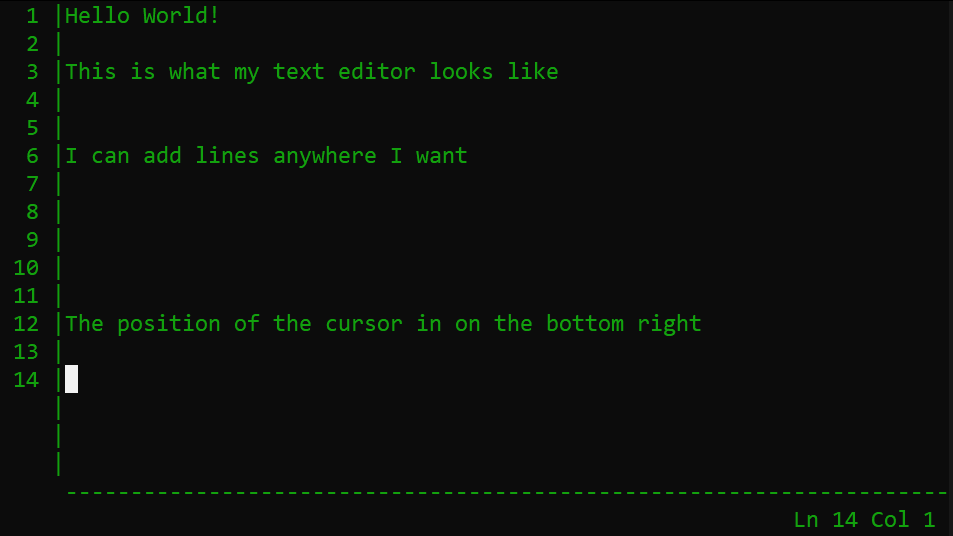 1 |Hello World!
2 |
3 |This is what my text editor looks like
4 |
5 |
6 |I can add lines anywhere I want
7 |
8 |
9 |
10 |
11 |
12 |The position of the cursor in on the bottom right
13 |
14 |
|
|
|
--------------------------------------------------------------------
Ln 14 Col 1